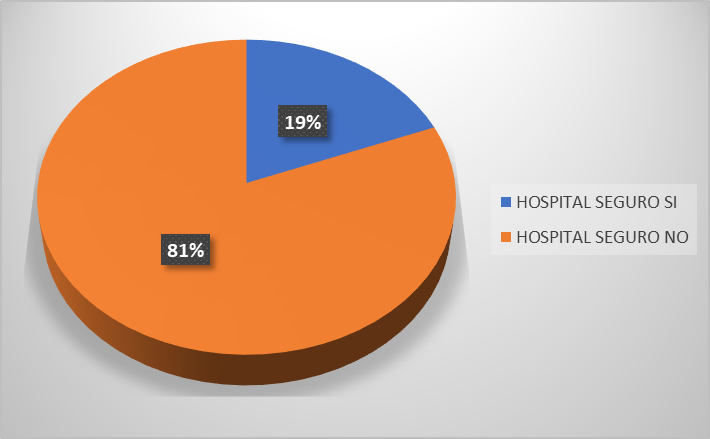 19%
81%
HOSPITAL SEGURO SI
HOSPITAL SEGURO NO